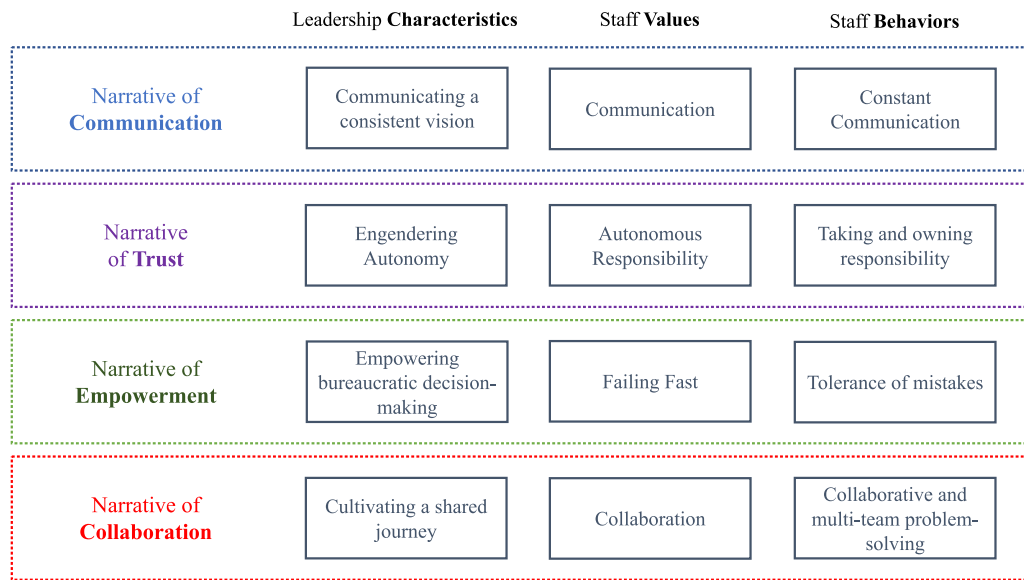 Leadership Characteristics
Staff Values
Staff Behaviors
Narrative of
Communication
Communicating a
consistent vision
Communication
Constant
Communication
Narrative
of Trust
Engendering
Autonomy
Autonomous
Responsibility
Taking and owning
responsibility
Narrative of
Empowerment
Empowering
bureaucratic decision-
making
Failing Fast
Tolerance of mistakes
Narrative of
Collaboration
Cultivating a shared
journey
Collaboration
Collaborative and
multi-team problem-
solving